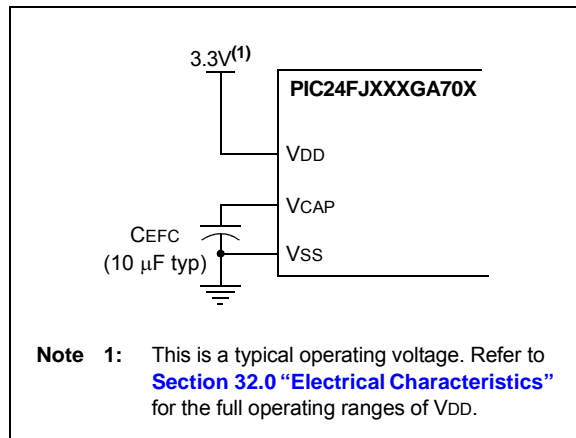 3.3V(1)
PIC24FJXXXGA70X
VDD
VCAP
CEFC
(10 μF typ)
VSS
Note 1: This is a typical operating voltage. Refer to
Section 32.0 “Electrical Characteristics”
for the full operating ranges of VDD.